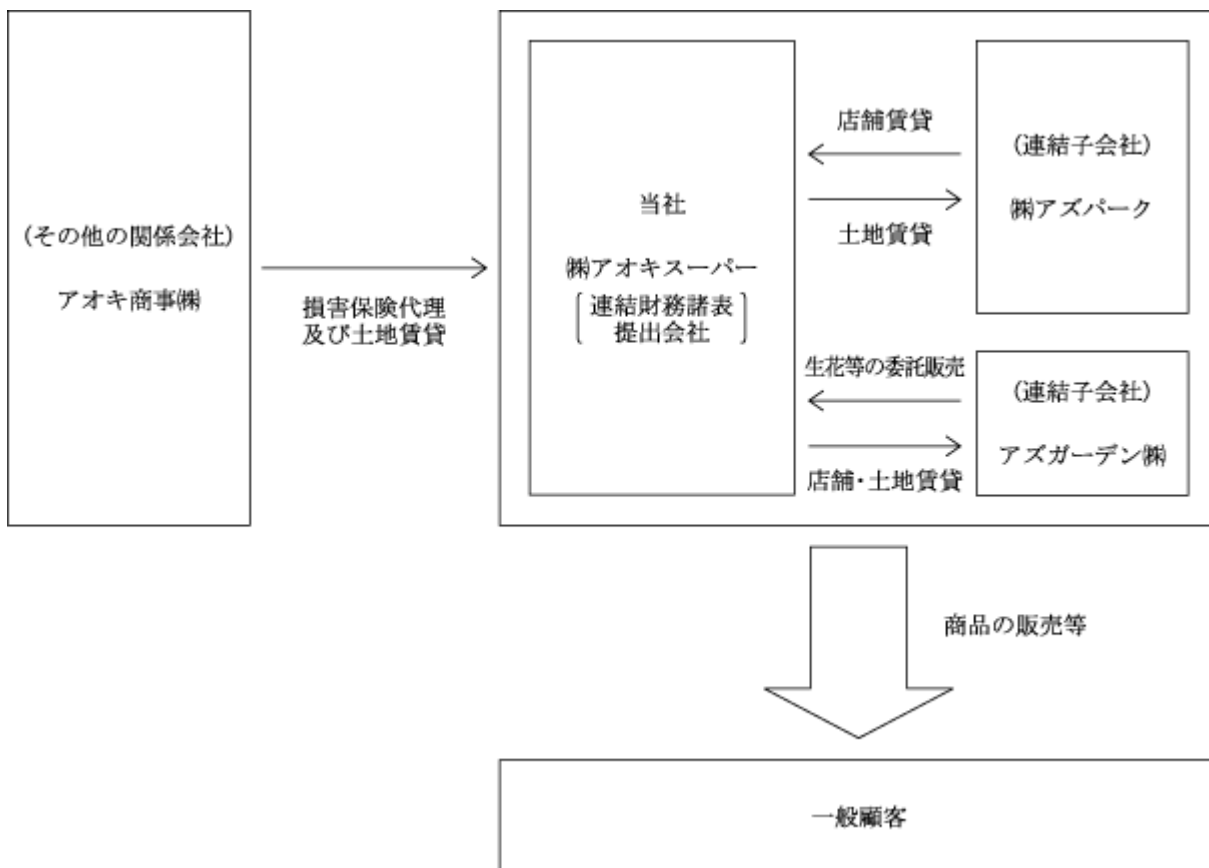 (その他の関係会社)
アオキ商事㈱
損害保険代理
及び土地賃貸
当社
㈱アオキスーパー
連結財務諸表
提出会社
店舗賃貸
土地賃貸
(連結子会社)
㈱アズパーク
生花等の委託販売
店舗・土地賃貸
(連結子会社)
アズガーデン㈱
商品の販売等
一般顧客